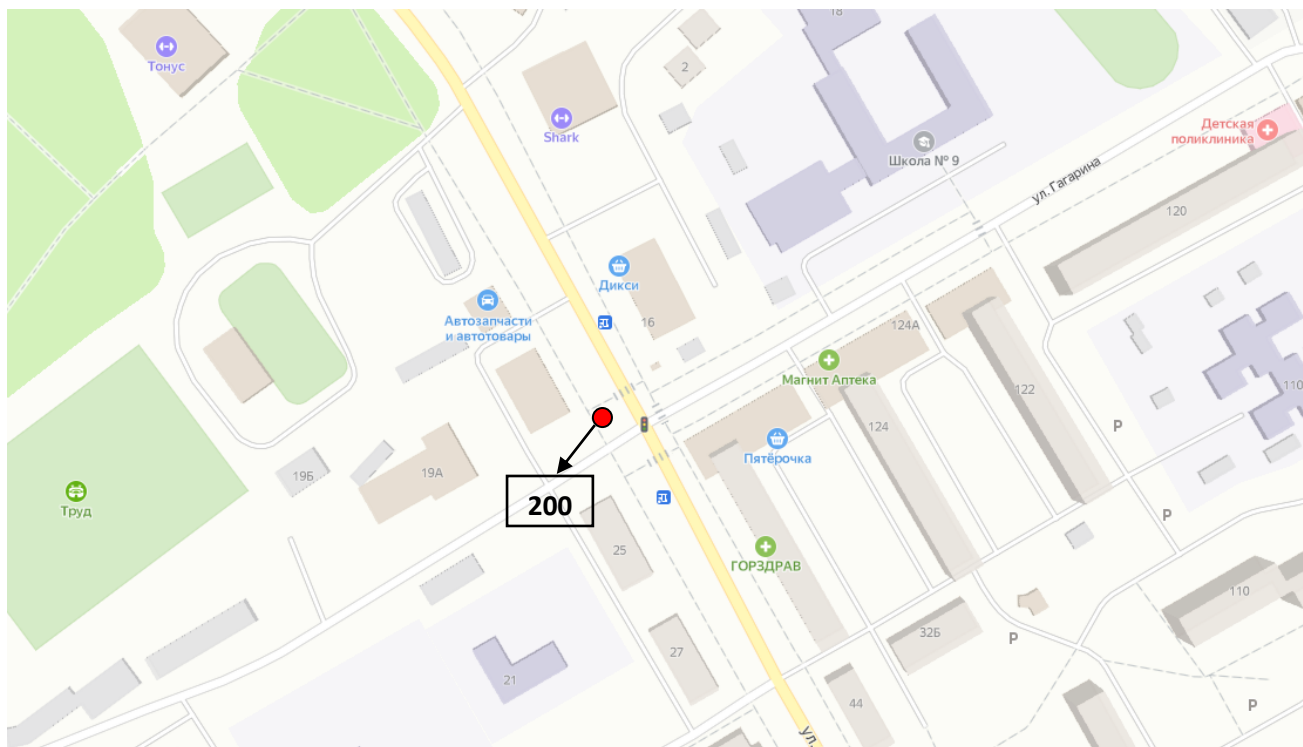 18
Тонус
2
Shark
Детская
поликлиника
Школа № 9
ул. Гагарина
120
Дикси
16
Автозапчасти
и автотовары
124А
Магнит Аптека
122
110
P
124
Пятёрочка
19Б
19А
Труд
200
P
25
ГОРЗДРАВ
110
32Б
P
27
21
44
P
ул.